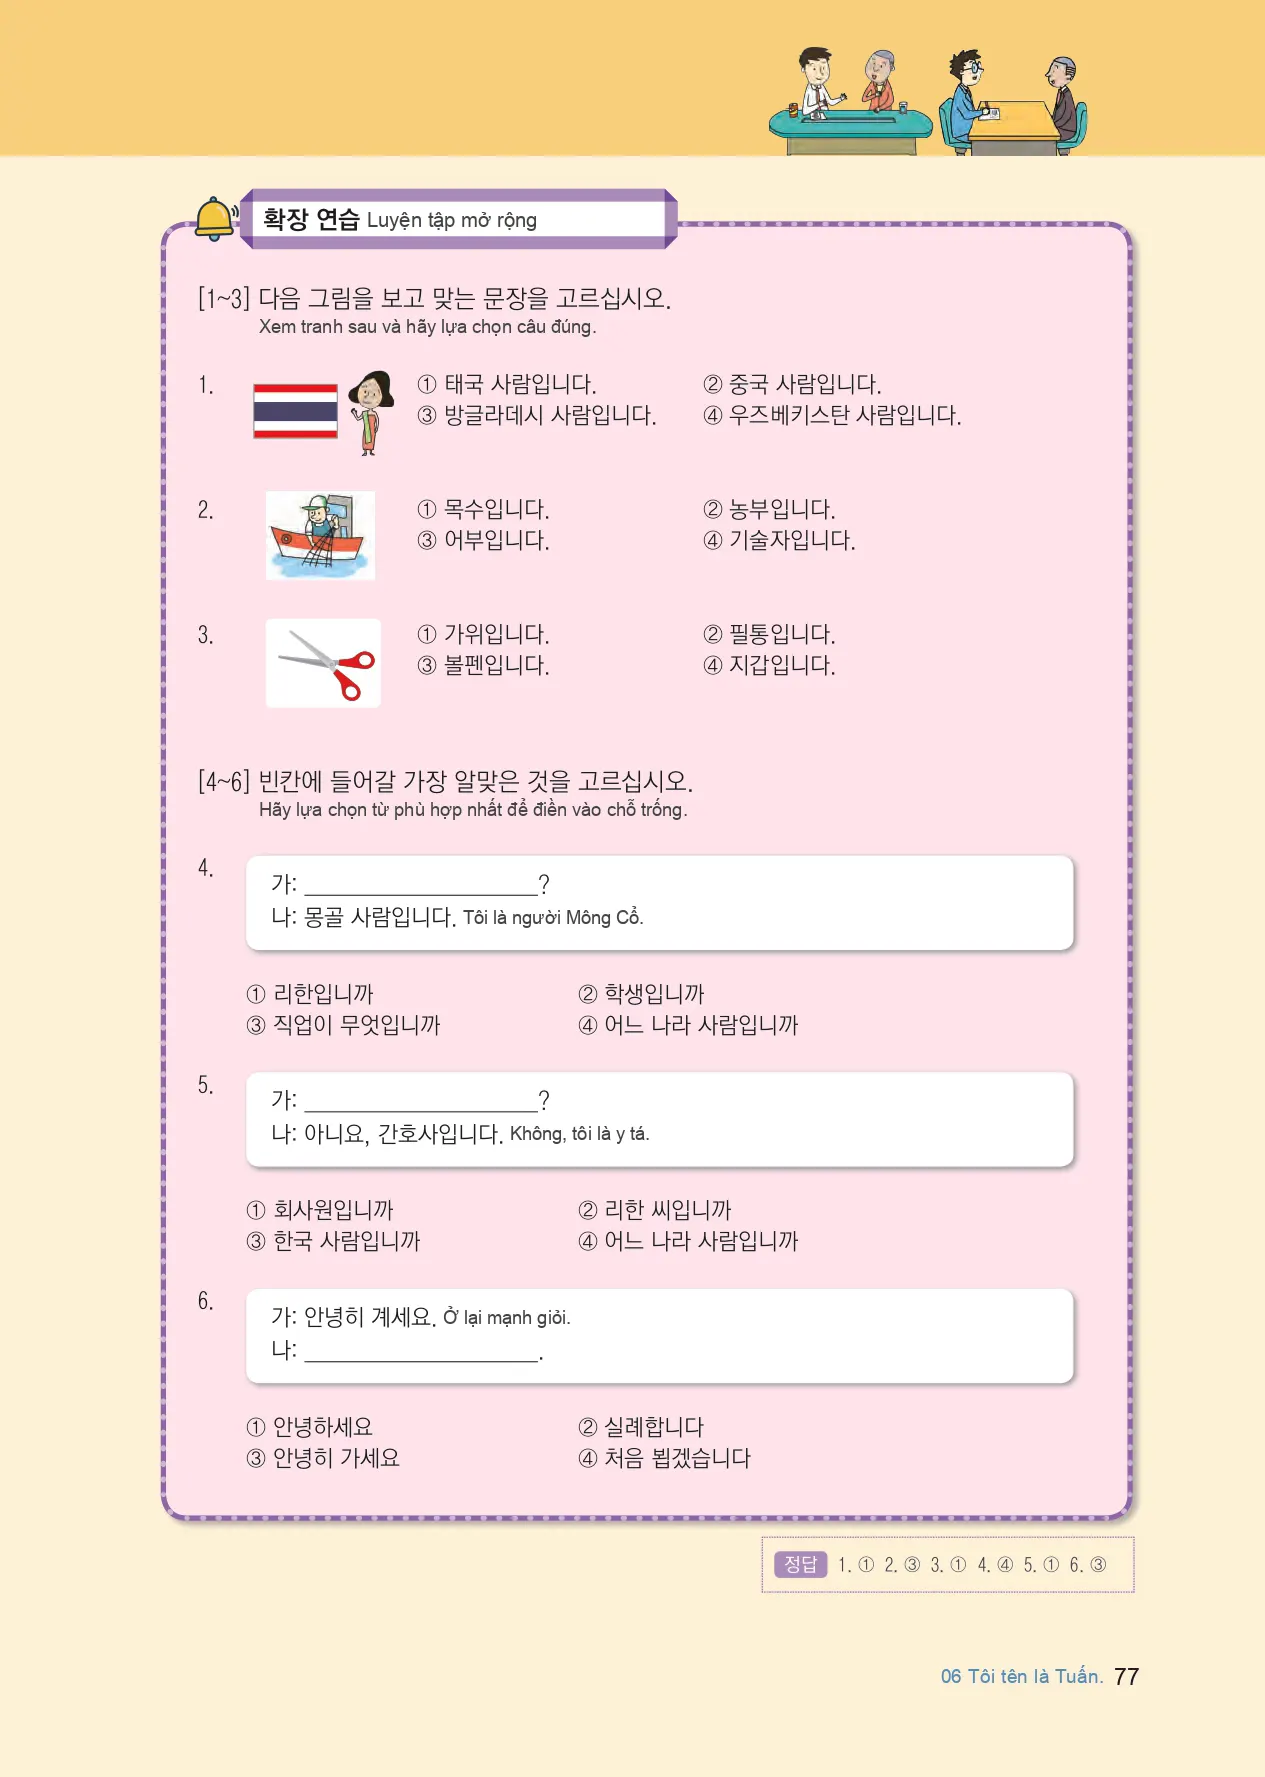 확장 연습 Luyện tập mở rộng
[1~3] 다음 그림을 보고 맞는 문장을 고르십시오.
Xem tranh sau và hãy lựa chọn câu đúng.
1.
① 태국 사람입니다. ② 중국 사람입니다.
③ 방글라데시 사람입니다. ④ 우즈베키스탄 사람입니다.
2.
① 목수입니다. ② 농부입니다.
③ 어부입니다. ④ 기술자입니다.
3.
① 가위입니다. ② 필통입니다.
③ 볼펜입니다. ④ 지갑입니다.
[4~6] 빈칸에 들어갈 가장 알맞은 것을 고르십시오.
Hãy lựa chọn từ phù hợp nhất để điền vào chỗ trống.
4.
가: ____________________?
나: 몽골 사람입니다. Tôi là người Mông Cổ.
① 리한입니까 ② 학생입니까
③ 직업이 무엇입니까 ④ 어느 나라 사람입니까
5.
가: ____________________?
나: 아니요, 간호사입니다. Không, tôi là y tá.
① 회사원입니까 ② 리한 씨입니까
③ 한국 사람입니까 ④ 어느 나라 사람입니까
6.
가: 안녕히 계세요. Ở lại mạnh giỏi.
나: ____________________.
① 안녕하세요 ② 실례합니다
③ 안녕히 가세요 ④ 처음 뵙겠습니다
정답 1. ① 2. ③ 3. ① 4. ④ 5. ① 6. ③
06 Tôi tên là Tuấn. 77